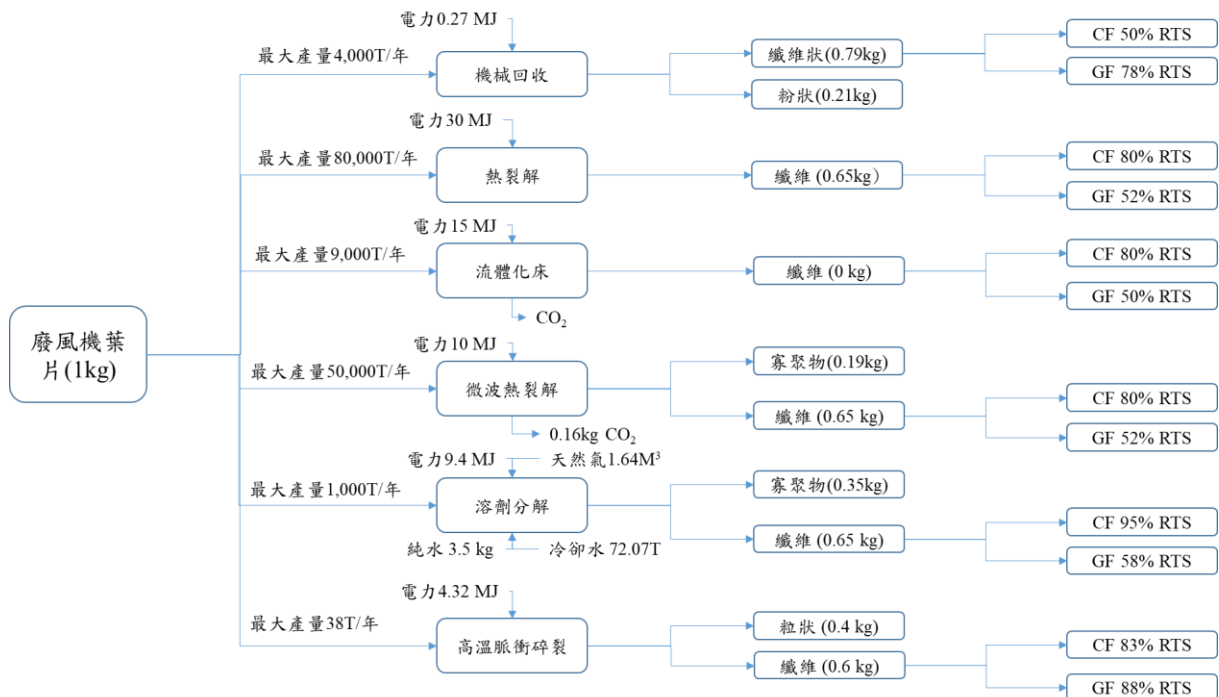 廢風機葉
片(1kg)
最大產量4,000T/年
電力0.27 MJ
機械回收
纖維狀(0.79kg)
粉狀(0.21kg)
CF 50% RTS
GF 78% RTS
最大產量80,000T/年
電力30 MJ
熱裂解
纖維 (0.65kg)
CF 80% RTS
GF 52% RTS
最大產量9,000T/年
電力15 MJ
流體化床
CO₂
纖維 (0 kg)
CF 80% RTS
GF 50% RTS
最大產量50,000T/年
電力10 MJ
微波熱裂解
0.16kg CO₂
寡聚物(0.19kg)
纖維 (0.65 kg)
CF 80% RTS
GF 52% RTS
最大產量1,000T/年
電力9.4 MJ
天然氣1.64M³
溶劑分解
純水 3.5 kg
冷卻水 72.07T
寡聚物(0.35kg)
纖維 (0.65 kg)
CF 95% RTS
GF 58% RTS
最大產量38T/年
電力4.32 MJ
高溫脈衝碎裂
粒狀 (0.4 kg)
纖維 (0.6 kg)
CF 83% RTS
GF 88% RTS